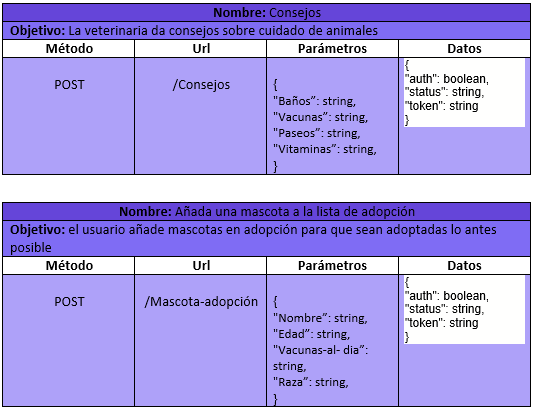 Nombre: Consejos
Objetivo: La veterinaria da consejos sobre cuidado de animales
Método Url Parámetros Datos
POST /Consejos
{
"Baños": string,
"Vacunas": string,
"Paseos": string,
"Vitaminas": string,
}
{
"auth": boolean,
"status": string,
"token": string
}
Nombre: Añada una mascota a la lista de adopción
Objetivo: el usuario añade mascotas en adopción para que sean adoptadas lo antes
posible
Método Url Parámetros Datos
POST /Mascota-adopción
{
"Nombre": string,
"Edad": string,
"Vacunas-al- dia":
string,
"Raza": string,
}
{
"auth": boolean,
"status": string,
"token": string
}